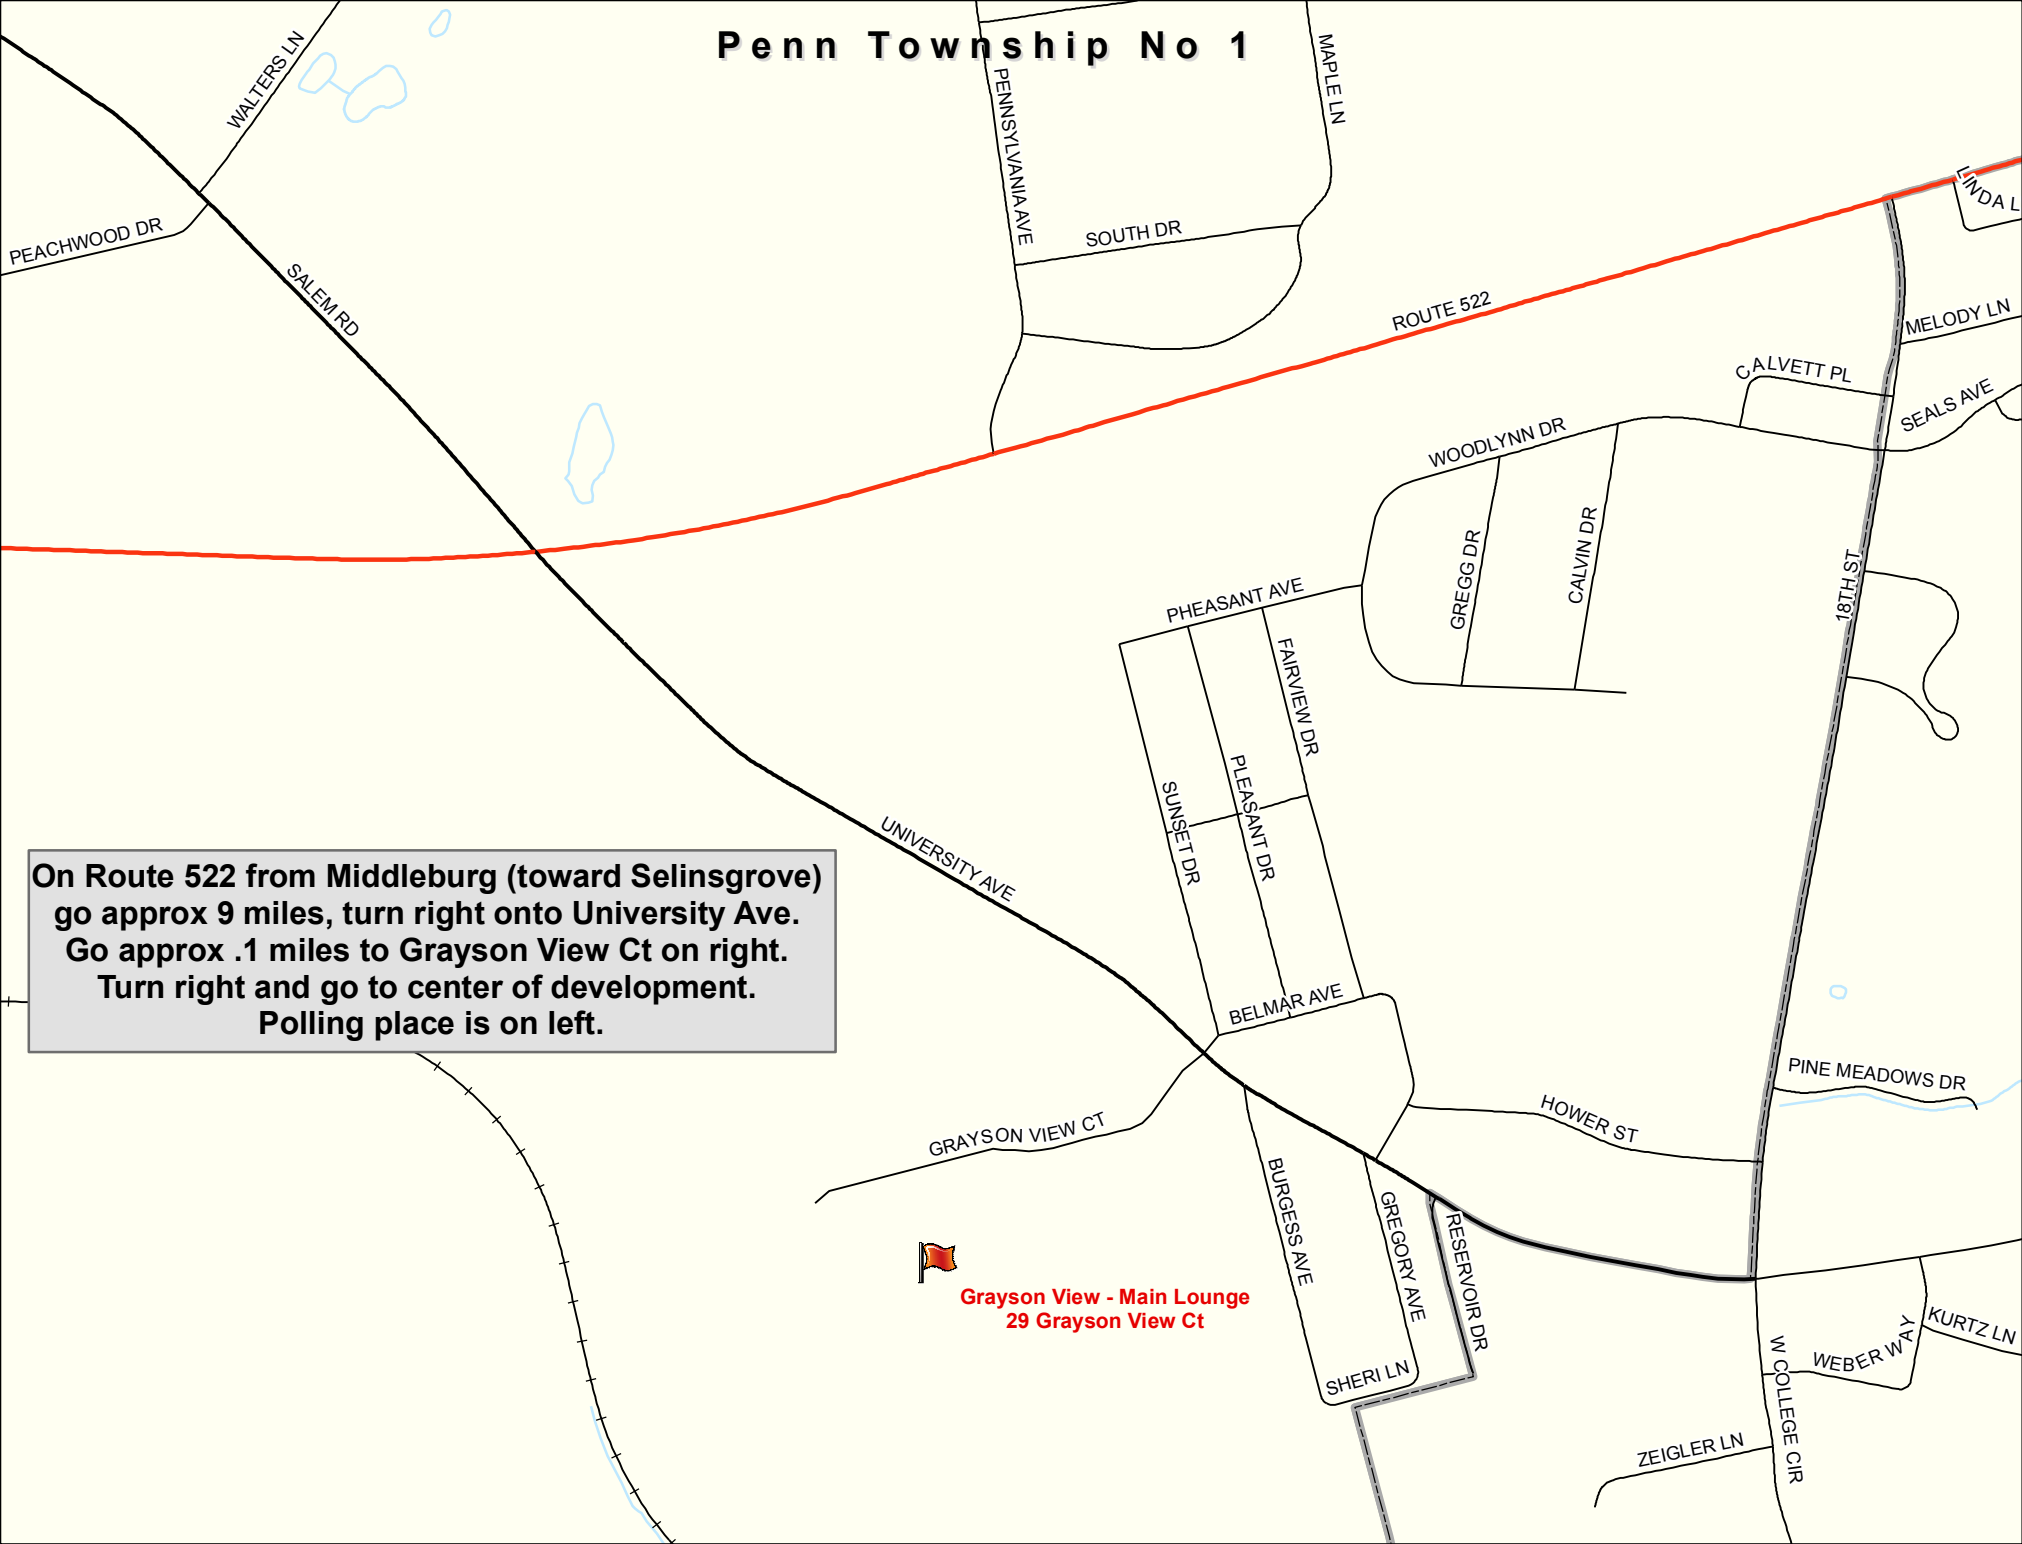 Penn Township No 1
WALTERS LN
PENNSYLVANIA AVE
MAPLE LN
LINDA L
PEACHWOOD DR
SOUTH DR
SALEM RD
ROUTE 522
MELODY LN
CALVETT PL
SEALS AVE
WOODLYNN DR
GREGG DR
CALVIN DR
18TH ST
PHEASANT AVE
FAIRVIEW DR
PLEASANT DR
SUNSET DR
UNIVERSITY AVE
On Route 522 from Middleburg (toward Selinsgrove)
go approx 9 miles, turn right onto University Ave.
Go approx .1 miles to Grayson View Ct on right.
Turn right and go to center of development.
Polling place is on left.
BELMAR AVE
PINE MEADOWS DR
HOWER ST
GRAYSON VIEW CT
BURGESS AVE
GREGORY AVE
RESERVOIR DR
Grayson View - Main Lounge
29 Grayson View Ct
SHERI LN
W COLLEGE CIR
WEBER WAY
KURTZ LN
ZEIGLER LN